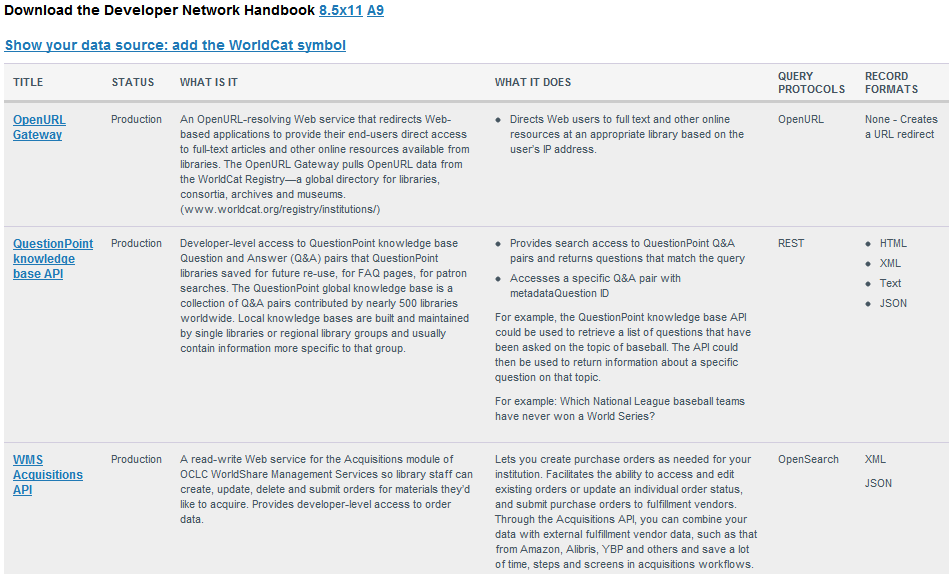 Download the Developer Network Handbook 8.5x11 A9
Show your data source: add the WorldCat symbol
TITLE STATUS WHAT IS IT WHAT IT DOES QUERY PROTOCOLS RECORD FORMATS
OpenURL Gateway
Production
An OpenURL-resolving Web service that redirects Web-
based applications to provide their end-users direct access
to full-text articles and other online resources available from
libraries. The OpenURL Gateway pulls OpenURL data from
the WorldCat Registry—a global directory for libraries,
consortia, archives and museums.
(www.worldcat.org/registry/institutions/)
• Directs Web users to full text and other online
resources at an appropriate library based on the
user's IP address.
OpenURL
None - Creates
a URL redirect
QuestionPoint
knowledge
base API
Production
Developer-level access to QuestionPoint knowledge base
Question and Answer (Q&A) pairs that QuestionPoint
libraries saved for future re-use, for FAQ pages, for patron
searches. The QuestionPoint global knowledge base is a
collection of Q&A pairs contributed by nearly 500 libraries
worldwide. Local knowledge bases are built and maintained
by single libraries or regional library groups and usually
contain information more specific to that group.
• Provides search access to QuestionPoint Q&A
pairs and returns questions that match the query
• Accesses a specific Q&A pair with
metadataQuestion ID
For example, the QuestionPoint knowledge base API
could be used to retrieve a list of questions that have
been asked on the topic of baseball. The API could
then be used to return information about a specific
question on that topic.
For example: Which National League baseball teams
have never won a World Series?
REST
• HTML
• XML
• Text
• JSON
WMS
Acquisitions
API
Production
A read-write Web service for the Acquisitions module of
OCLC WorldShare Management Services so library staff can
create, update, delete and submit orders for materials they'd
like to acquire. Provides developer-level access to order
data.
Lets you create purchase orders as needed for your
institution. Facilitates the ability to access and edit
existing orders or update an individual order status,
and submit purchase orders to fulfillment vendors.
Through the Acquisitions API, you can combine your
data with external fulfillment vendor data, such as that
from Amazon, Alibris, YBP and others and save a lot
of time, steps and screens in acquisitions workflows.
OpenSearch
XML
JSON